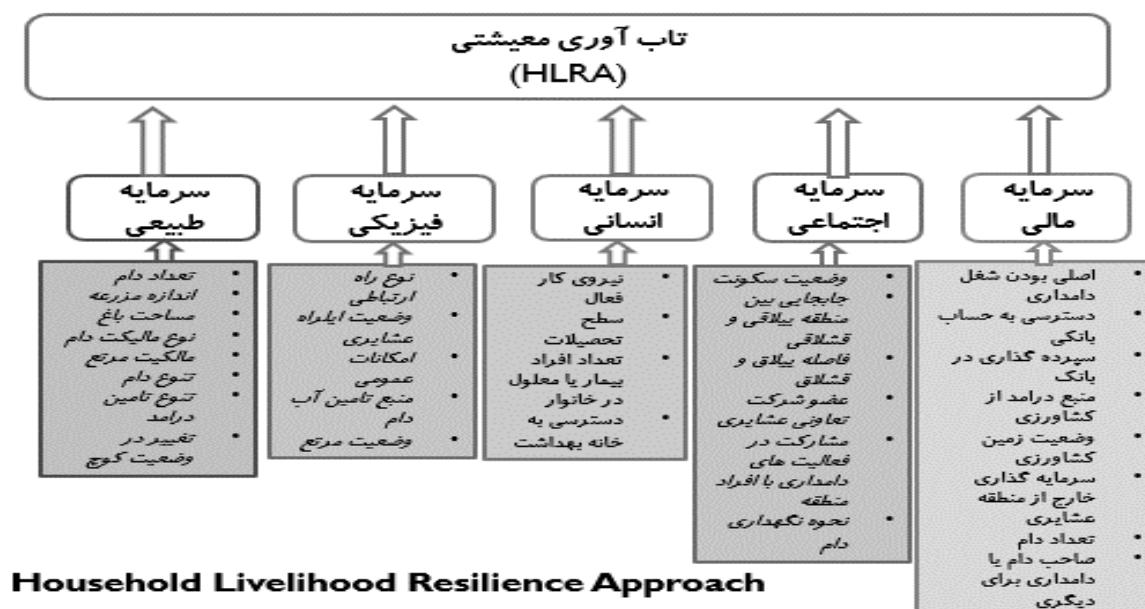 تاب آوری معیشتی
(HLRA)
سرمایه
مالی
سرمایه
اجتماعی
سرمایه
انسانی
سرمایه
فیزیکی
سرمایه
طبیعی
• اصلی بودن شغل
دامداری
• دسترسی به حساب
بانکی
• سپرده گذاری در
بانک
• منبع درامد از
کشاورزی
• وضعیت زمین
کشاورزی
• سرمایه گذاری
خارج از منطقه
عشایری
• تعداد دام
• صاحب دام یا
دامداری برای
دیگری
• وضعیت سکونت
• جابجایی بین
منطقه ییلاقی و
قشلاقی
• فاصله ییلاق و
قشلاق
• عضو شرکت
تعاونی عشایری
• مشارکت در
فعالیت های
دامداری با افراد
منطقه
• نحوه نگهداری
دام
• نیروی کار
فعال
• سطح
تحصیلات
• تعداد افراد
بیمار یا معلول
در خانوار
• دسترسی به
خانه بهداشت
• نوع راه
ارتباطی
• وضعیت ایلراه
عشایری
• امکانات
عمومی
• منبع تامین آب
دام
• وضعیت مرتع
• تعداد دام
• اندازه مزرعه
• مساحت باغ
• نوع مالیکت دام
• مالکیت مرتع
• تنوع دام
• تنوع تامین
درامد
• تغییر در
وضعیت کوچ
Household Livelihood Resilience Approach